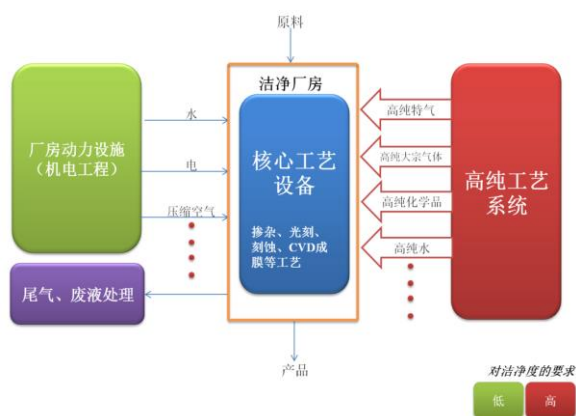 原料
洁净厂房
厂房动力设施
（机电工程）
水
电
压缩空气
核心工艺
设备
掺杂、光刻、
刻蚀、CVD成
膜等工艺
高纯特气
高纯大宗气体
高纯化学品
高纯水
高纯工艺
系统
尾气、废液处理
产品
对洁净度的要求
低
高